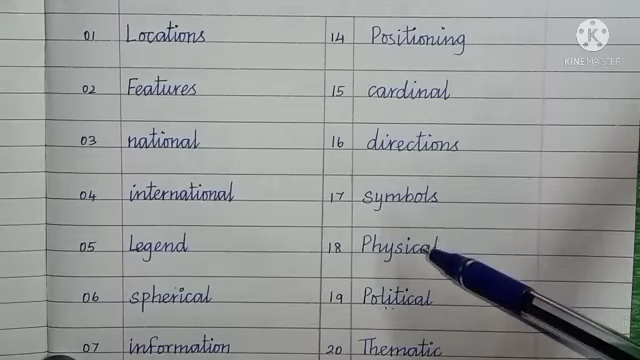 01 Locations 14 Positioning
02 Features 15 cardinal
03 national 16 directions
04 international 17 symbols
05 Legend 18 Physical
06 spherical 19 Political
07 information 20 Thematic
KINEMASTER